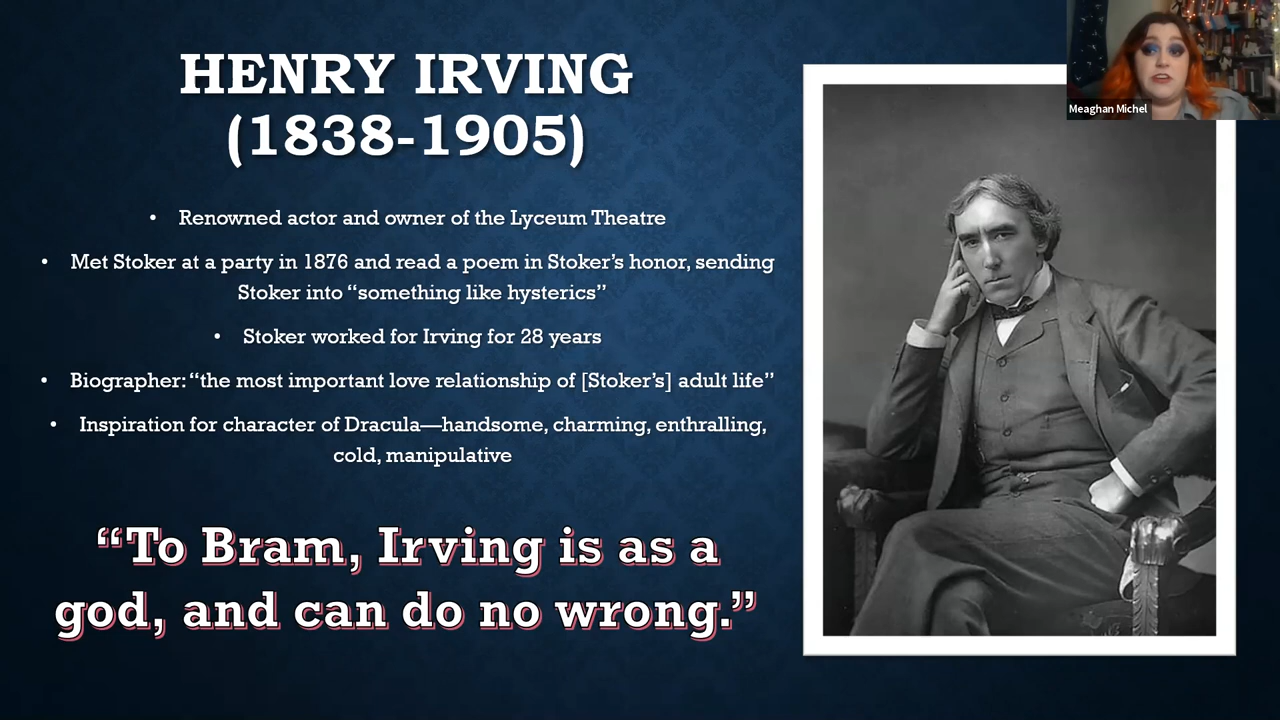 HENRY IRVING
(1838-1905)
• Renowned actor and owner of the Lyceum Theatre
• Met Stoker at a party in 1876 and read a poem in Stoker’s honor, sending
Stoker into “something like hysterics”
• Stoker worked for Irving for 28 years
• Biographer: “the most important love relationship of [Stoker’s] adult life”
• Inspiration for character of Dracula—handsome, charming, enthralling,
cold, manipulative
“To Bram, Irving is as a
god, and can do no wrong.”
Meaghan Michel